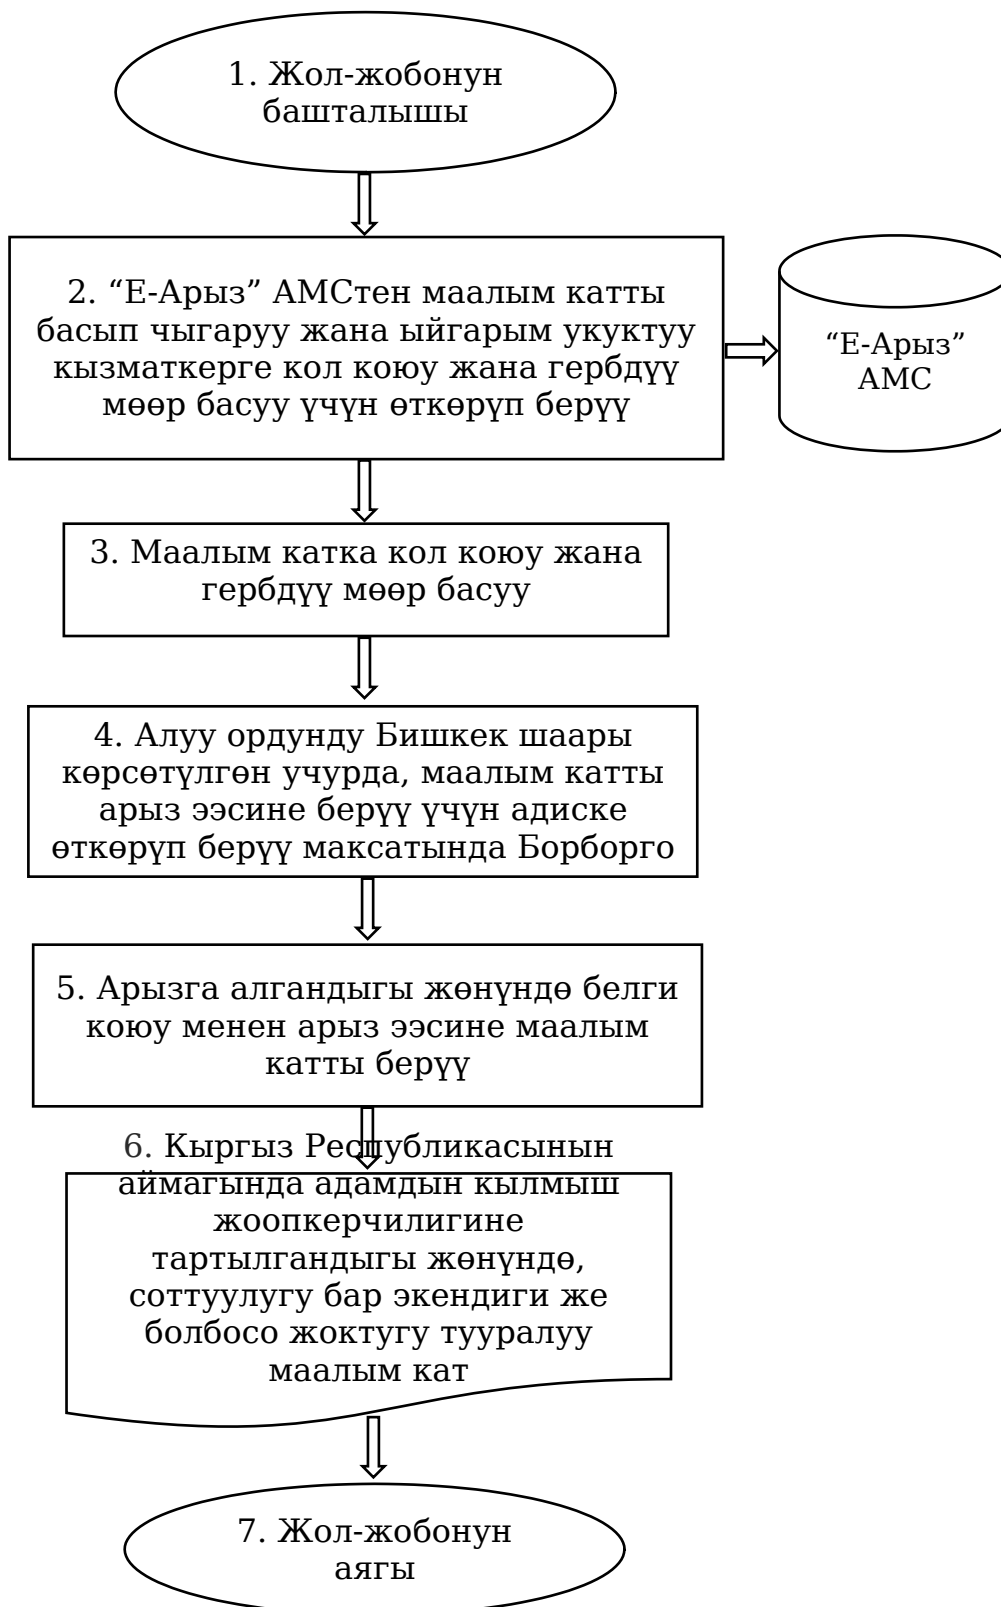 1. Жол-жобонун
башталышы
2. “Е-Арыз” АМСтен маалым катты
басып чыгаруу жана ыйгарым укуктуу
кызматкерге кол коюу жана гербдүү
мөөр басуу үчүн өткөрүп берүү
“Е-Арыз”
АМС
3. Маалым катка кол коюу жана
гербдүү мөөр басуу
4. Алуу ордунду Бишкек шаары
көрсөтүлгөн учурда, маалым катты
арыз ээсине берүү үчүн адиске
өткөрүп берүү максатында Борборго
5. Арызга алгандыгы жөнүндө белги
коюу менен арыз ээсине маалым
катты берүү
6. Кыргыз Республикасынын
аймагында адамдын кылмыш
жоопкерчилигине
тартылгандыгы жөнүндө,
соттуулугу бар экендиги же
болбосо жоктугу тууралуу
маалым кат
7. Жол-жобонун
аягы